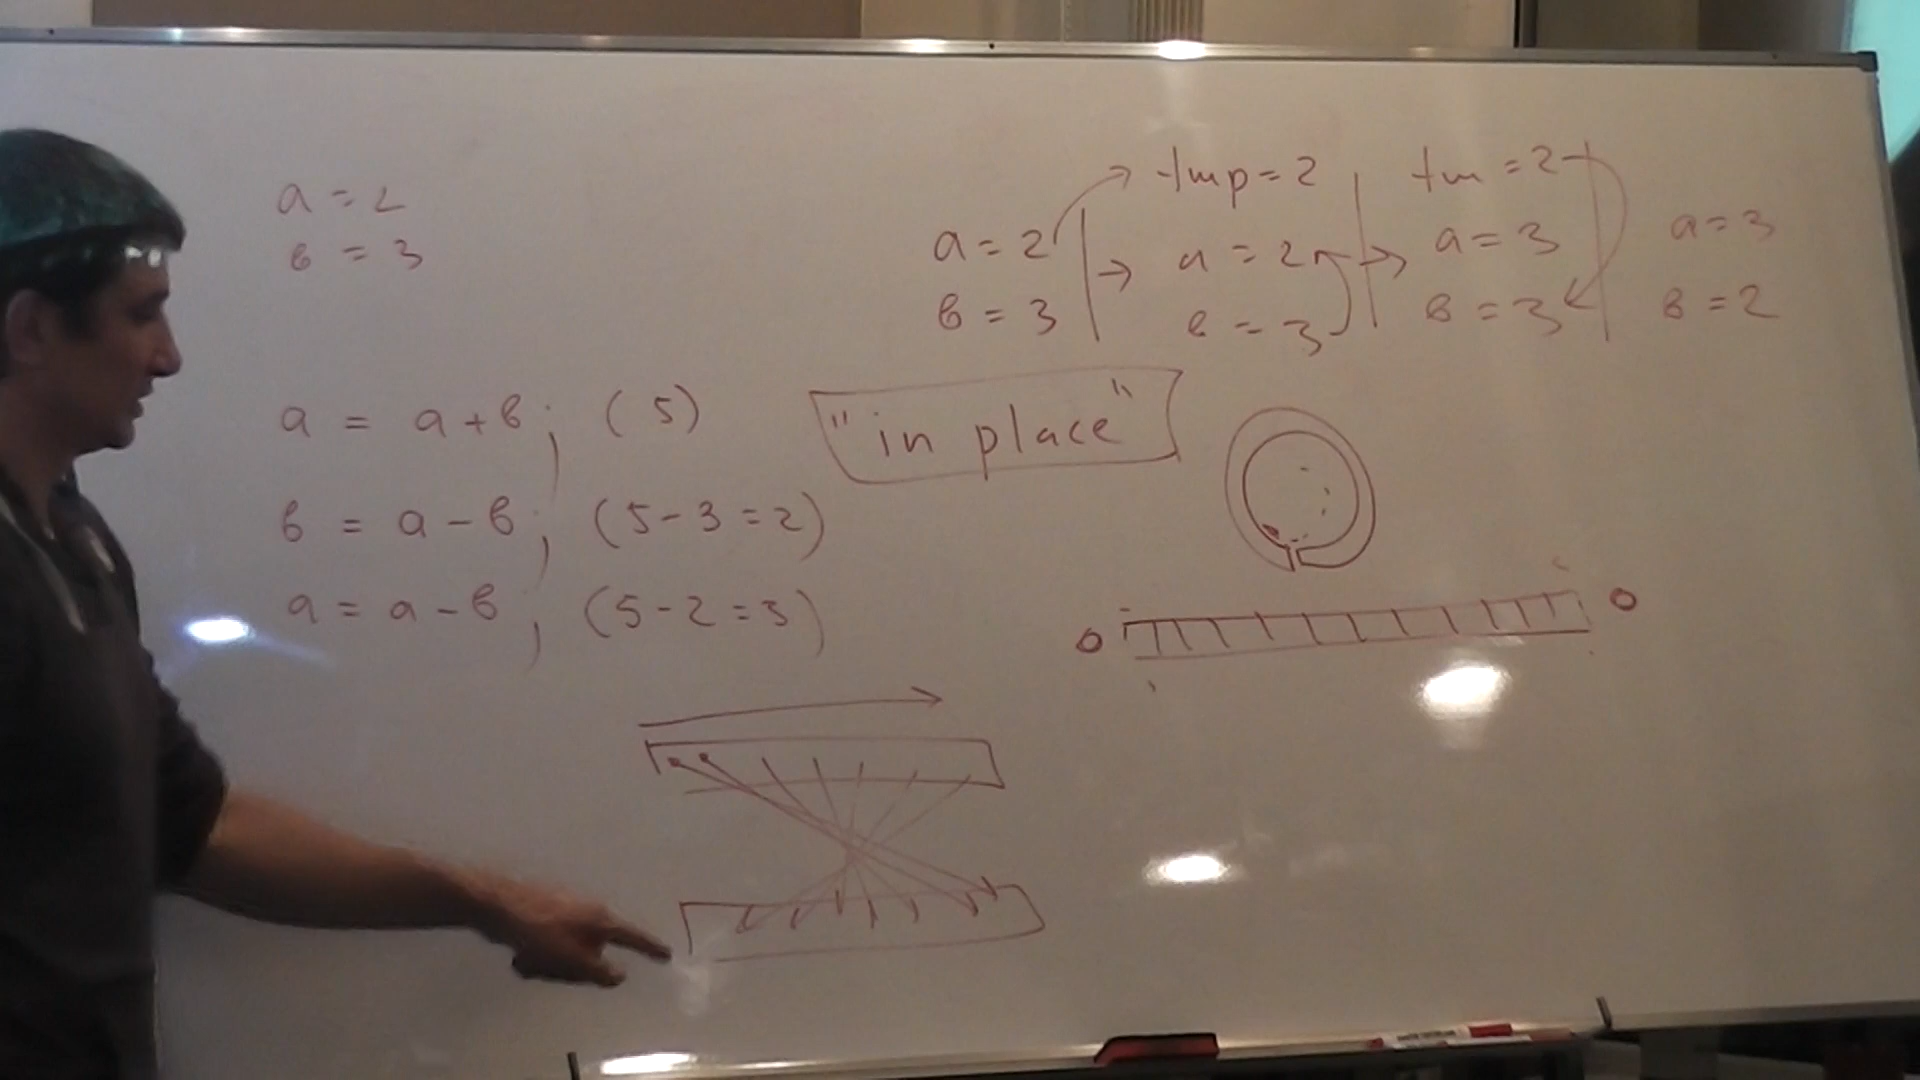 a = 2
в = 3
a = a + в; (5)
в = a - в; (5-3=2)
a = a - в; (5-2=3)
a = 2
в = 3
tmp = 2
a = 2
в = 3
tm = 2
a = 3
в = 3
a = 3
в = 2
"in place"